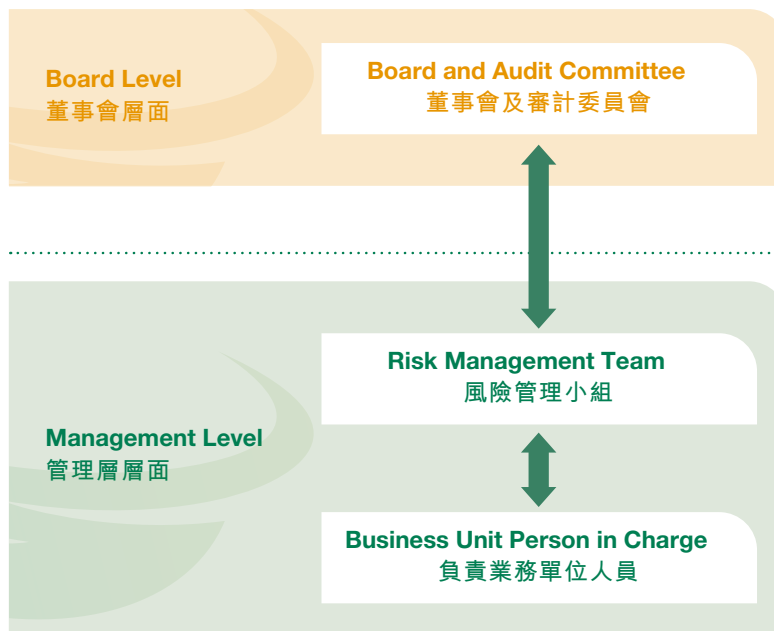 Board Level
董事會層面
Board and Audit Committee
董事會及審計委員會
Risk Management Team
風險管理小組
Management Level
管理層層面
Business Unit Person in Charge
負責業務單位人員